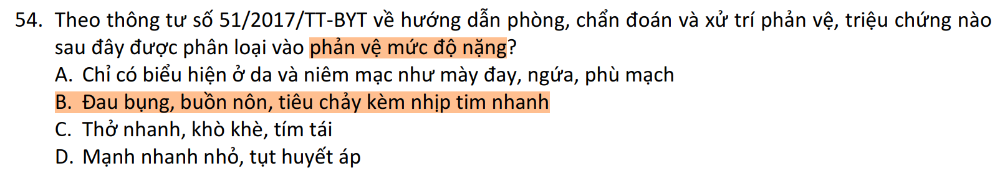 54. Theo thông tư số 51/2017/TT-BYT về hướng dẫn phòng, chẩn đoán và xử trí phản vệ, triệu chứng nào
sau đây được phân loại vào phản vệ mức độ nặng?
A. Chỉ có biểu hiện ở da và niêm mạc như mày đay, ngứa, phù mạch
B. Đau bụng, buồn nôn, tiêu chảy kèm nhịp tim nhanh
C. Thở nhanh, khò khè, tím tái
D. Mạnh nhanh nhỏ, tụt huyết áp